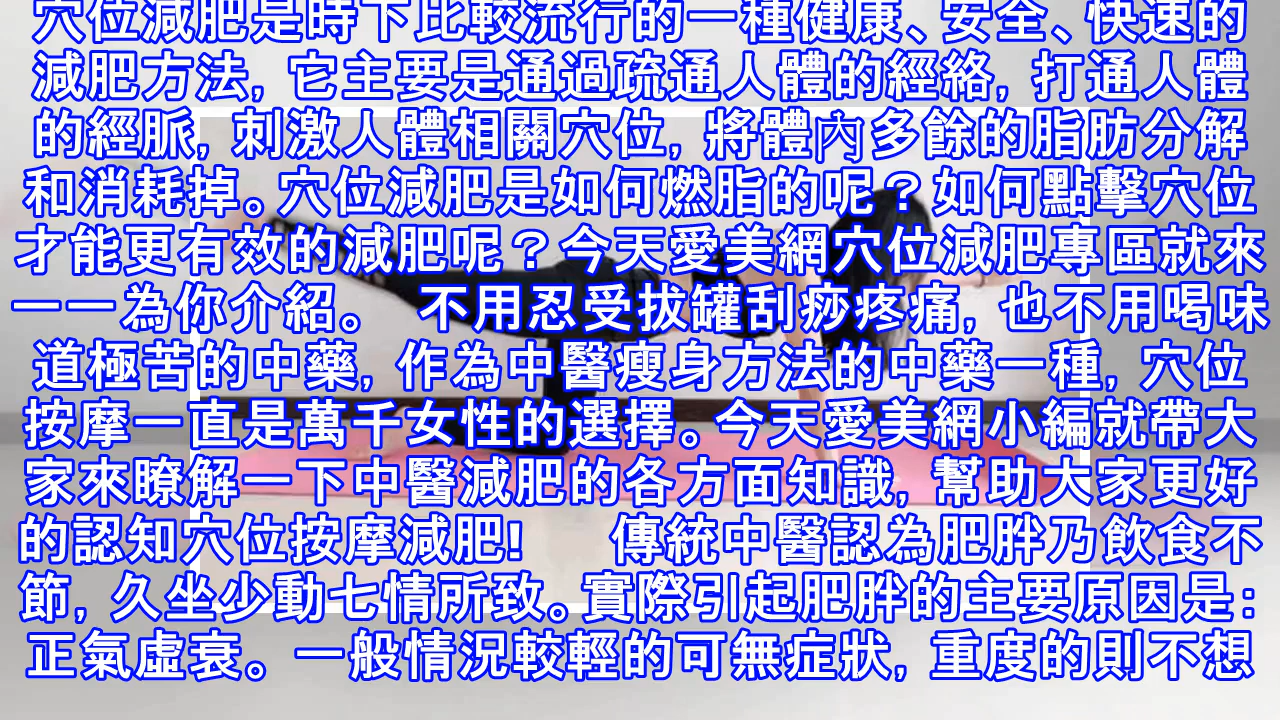 穴位減肥是時下比較流行的一種健康、安全、快速的
減肥方法, 它主要是通過疏通人體的經絡, 打通人體
的經脈, 刺激人體相關穴位, 將體內多餘的脂肪分解
和消耗掉。穴位減肥是如何燃脂的呢？如何點擊穴位
才能更有效的減肥呢？今天愛美網穴位減肥專區就來
一一為你介紹。 不用忍受拔罐刮痧疼痛, 也不用喝味
道極苦的中藥, 作為中醫瘦身方法的中藥一種, 穴位
按摩一直是萬千女性的選擇。今天愛美網小編就帶大
家來瞭解一下中醫減肥的各方面知識, 幫助大家更好
的認知穴位按摩減肥! 傳統中醫認為肥胖乃飲食不
節, 久坐少動七情所致。實際引起肥胖的主要原因是:
正氣虛衰。 一般情況較輕的可無症狀, 重度的則不想